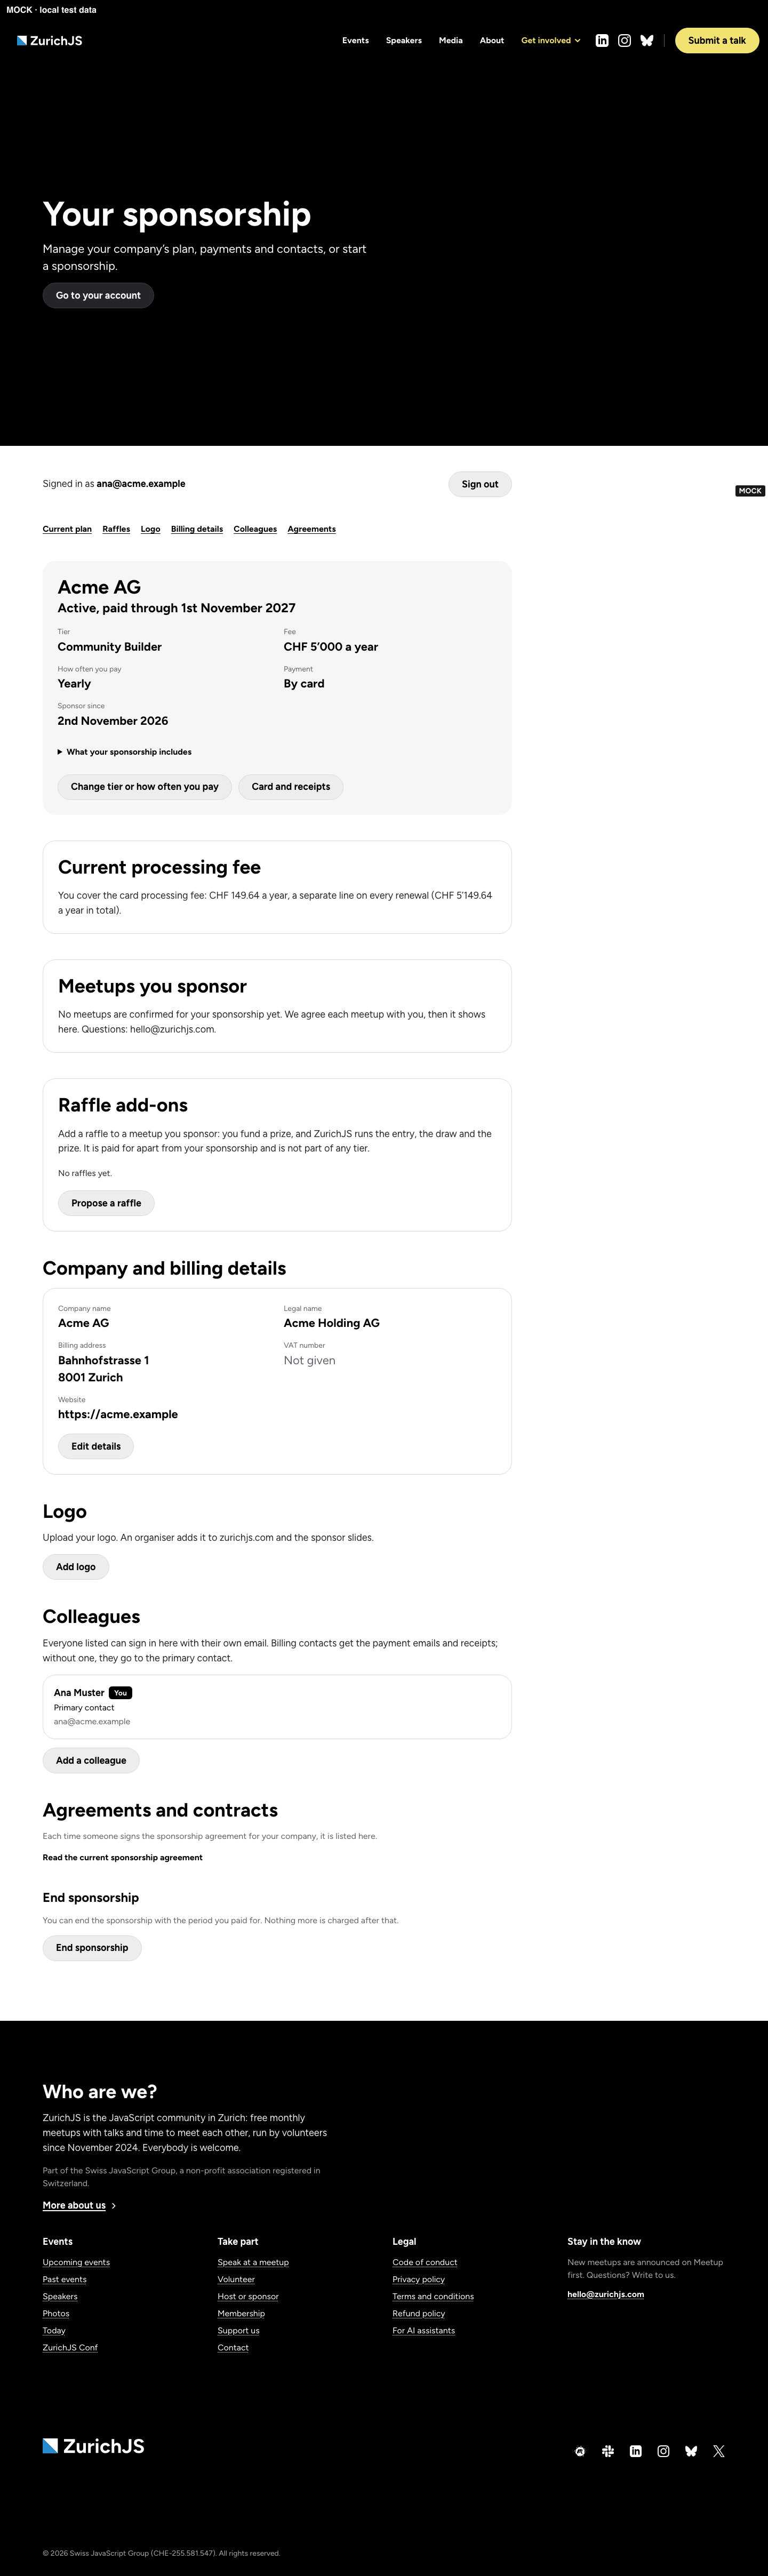 MOCK · local test data
ZurichJS
Events
Speakers
Media
About
Get involved
Submit a talk
Your sponsorship
Manage your company’s plan, payments and contacts, or start
a sponsorship.
Go to your account
Signed in as ana@acme.example
Sign out
MOCK
Current plan
Raffles
Logo
Billing details
Colleagues
Agreements
Acme AG
Active, paid through 1st November 2027
Tier
Community Builder
Fee
CHF 5’000 a year
How often you pay
Yearly
Payment
By card
Sponsor since
2nd November 2026
What your sponsorship includes
Change tier or how often you pay
Card and receipts
Current processing fee
You cover the card processing fee: CHF 149.64 a year, a separate line on every renewal (CHF 5’149.64
a year in total).
Meetups you sponsor
No meetups are confirmed for your sponsorship yet. We agree each meetup with you, then it shows
here. Questions: hello@zurichjs.com.
Raffle add-ons
Add a raffle to a meetup you sponsor: you fund a prize, and ZurichJS runs the entry, the draw and the
prize. It is paid for apart from your sponsorship and is not part of any tier.
No raffles yet.
Propose a raffle
Company and billing details
Company name
Acme AG
Legal name
Acme Holding AG
Billing address
Bahnhofstrasse 1
8001 Zurich
VAT number
Not given
Website
https://acme.example
Edit details
Logo
Upload your logo. An organiser adds it to zurichjs.com and the sponsor slides.
Add logo
Colleagues
Everyone listed can sign in here with their own email. Billing contacts get the payment emails and receipts;
without one, they go to the primary contact.
Ana Muster
You
Primary contact
ana@acme.example
Add a colleague
Agreements and contracts
Each time someone signs the sponsorship agreement for your company, it is listed here.
Read the current sponsorship agreement
End sponsorship
You can end the sponsorship with the period you paid for. Nothing more is charged after that.
End sponsorship
Who are we?
ZurichJS is the JavaScript community in Zurich: free monthly
meetups with talks and time to meet each other, run by volunteers
since November 2024. Everybody is welcome.
Part of the Swiss JavaScript Group, a non-profit association registered in
Switzerland.
More about us
Events
Upcoming events
Past events
Speakers
Photos
Today
ZurichJS Conf
Take part
Speak at a meetup
Volunteer
Host or sponsor
Membership
Support us
Contact
Legal
Code of conduct
Privacy policy
Terms and conditions
Refund policy
For AI assistants
Stay in the know
New meetups are announced on Meetup
first. Questions? Write to us.
hello@zurichjs.com
ZurichJS
© 2026 Swiss JavaScript Group (CHE-255.581.547). All rights reserved.